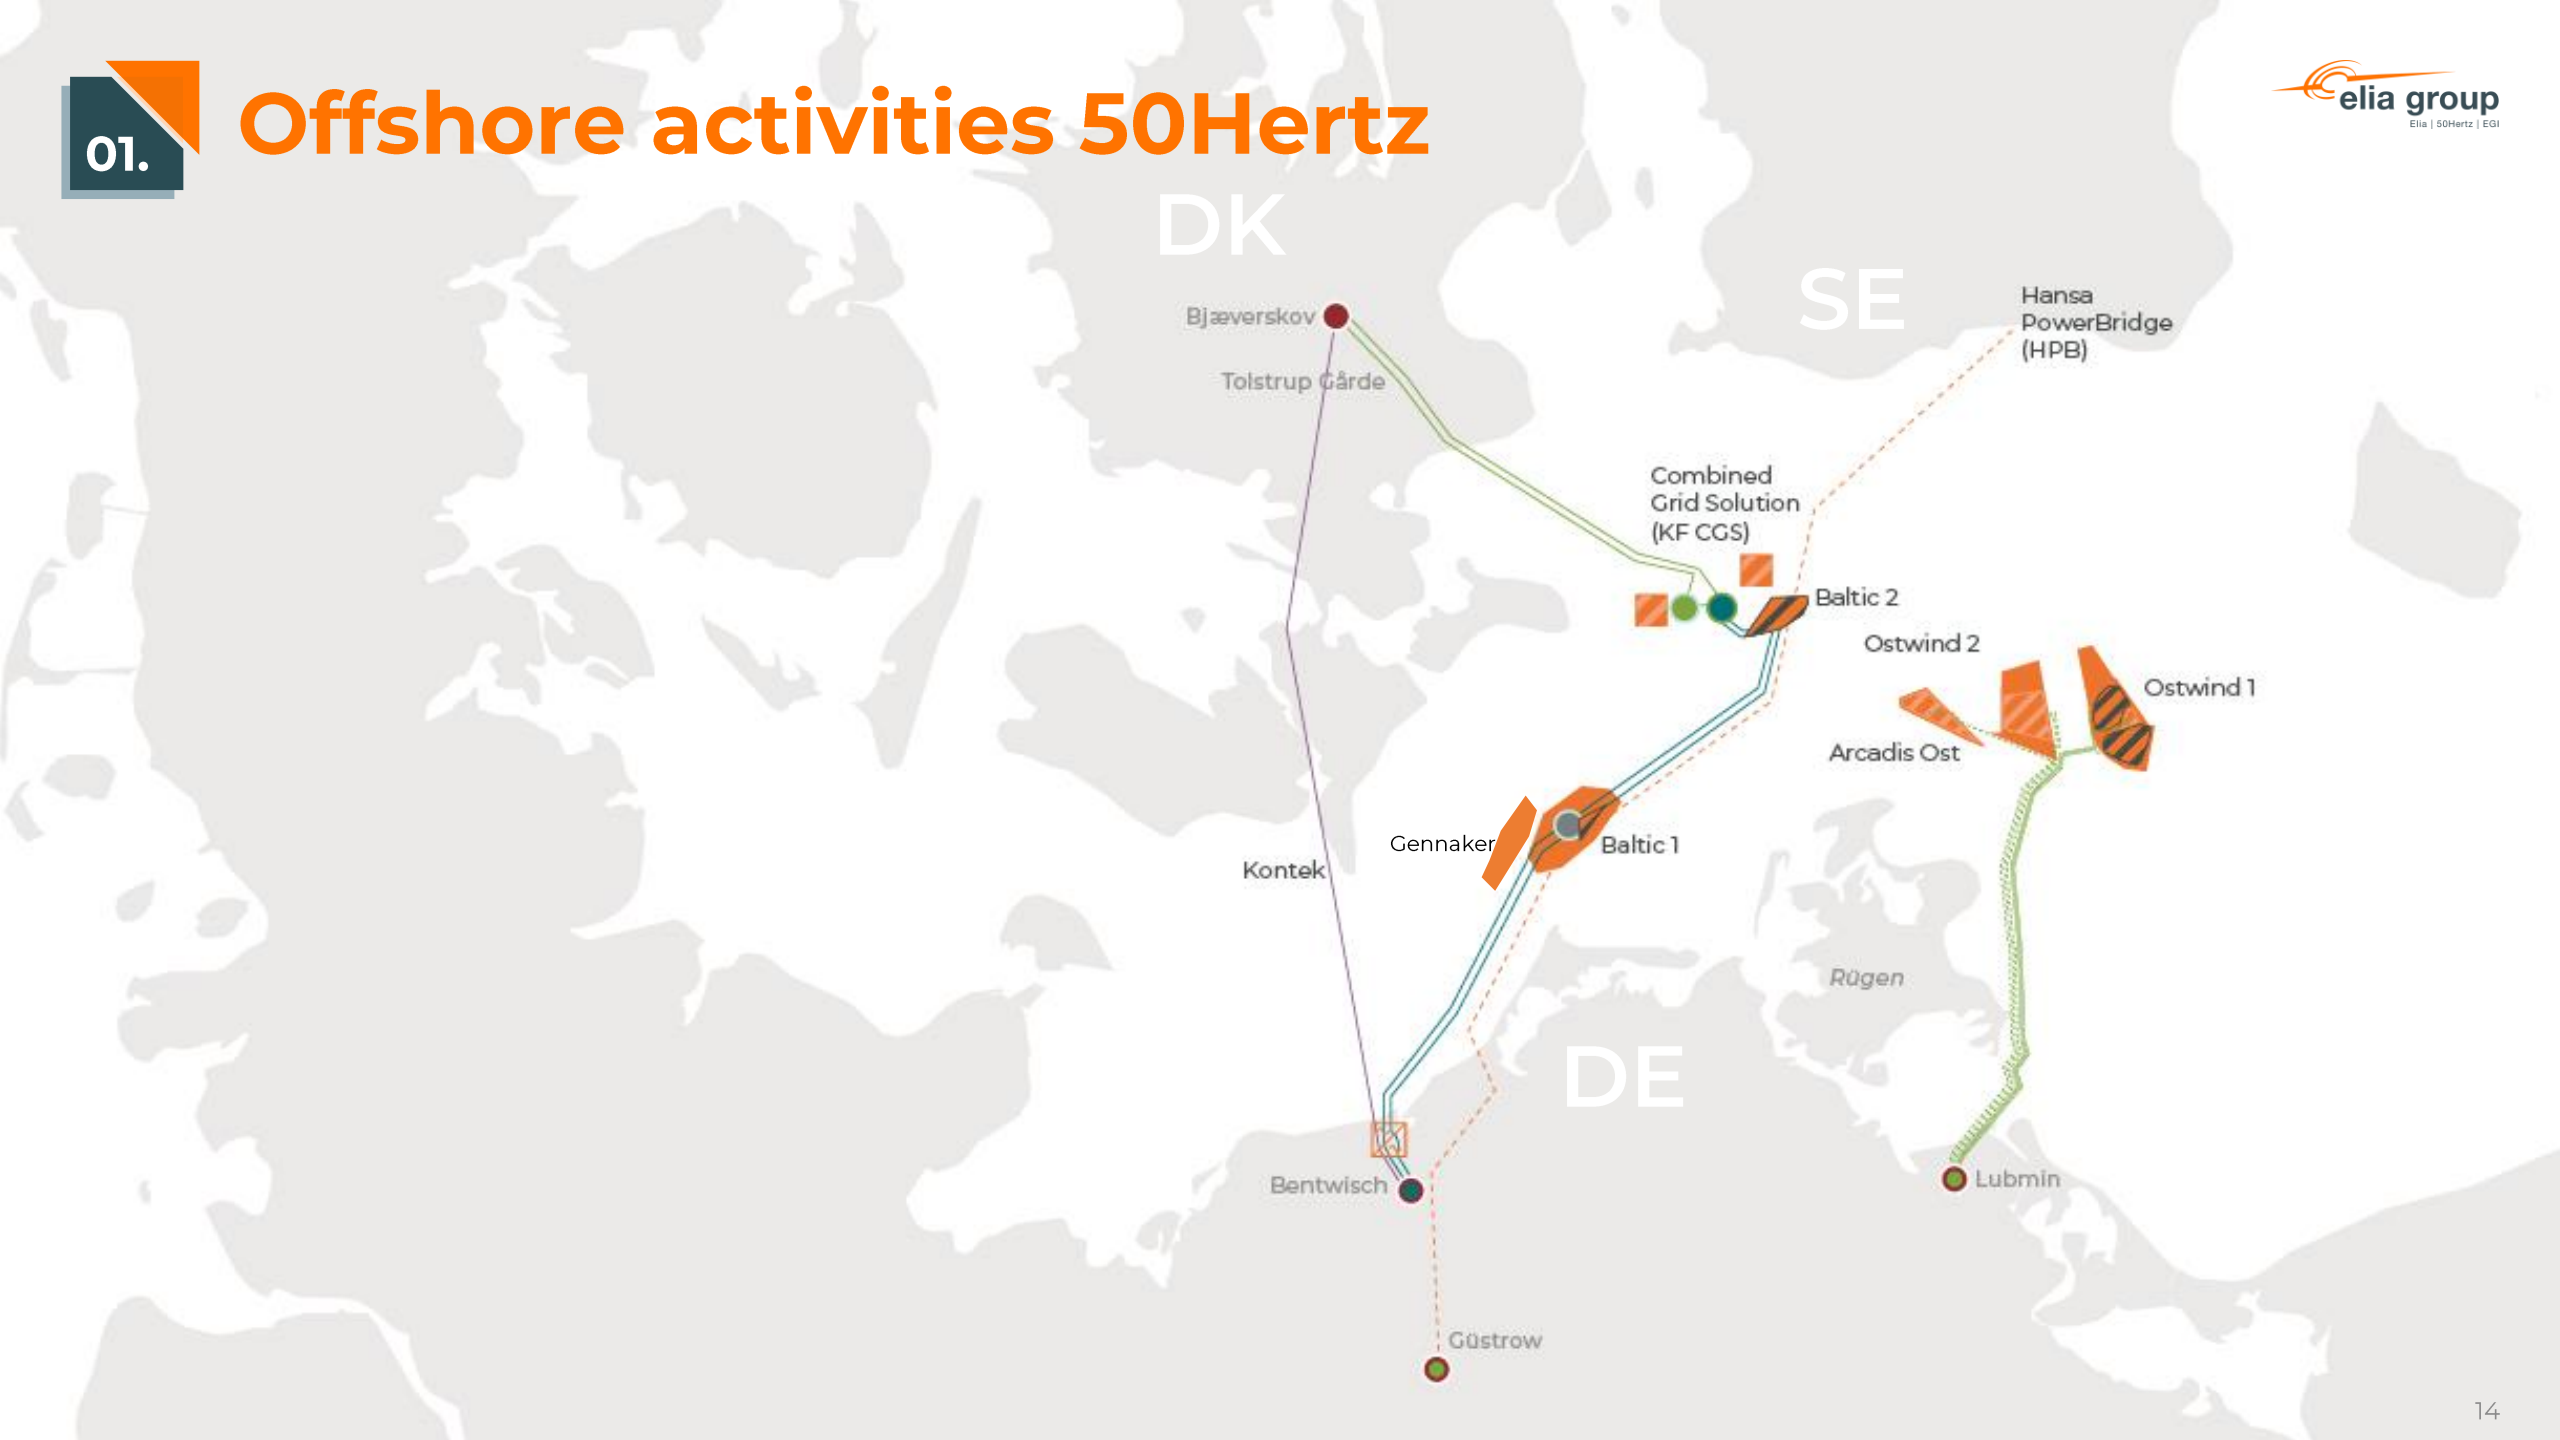 01.
Offshore activities 50Hertz
elia group
Elia | 50Hertz | EGI
DK
SE
Hansa
PowerBridge
(HPB)
Bjæverskov
Tolstrup Gårde
Combined
Grid Solution
(KF CGS)
Baltic 2
Ostwind 2
Ostwind 1
Arcadis Ost
Gennaker
Baltic 1
Kontek
Rügen
DE
Bentwisch
Lubmin
Güstrow
14